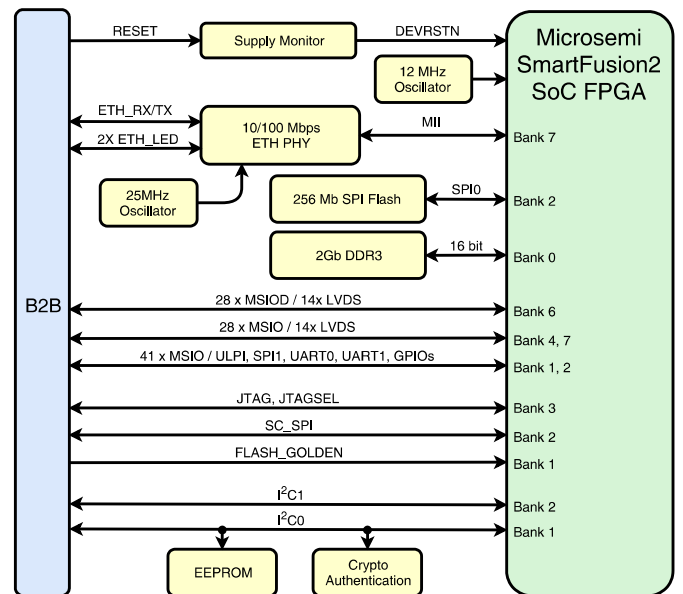 RESET
Supply Monitor
DEVRSTN
Microsemi
SmartFusion2
SoC FPGA
12 MHz
Oscillator
ETH_RX/TX
2X ETH_LED
10/100 Mbps
ETH PHY
MII
Bank 7
25MHz
Oscillator
256 Mb SPI Flash
SPI0
Bank 2
2Gb DDR3
16 bit
Bank 0
B2B
28 x MSIOD / 14x LVDS
Bank 6
28 x MSIO / 14x LVDS
Bank 4, 7
41 x MSIO / ULPI, SPI1, UART0, UART1, GPIOs
Bank 1, 2
JTAG, JTAGSEL
Bank 3
SC_SPI
Bank 2
FLASH_GOLDEN
Bank 1
I²C1
Bank 2
I²C0
Bank 1
EEPROM
Crypto
Authentication